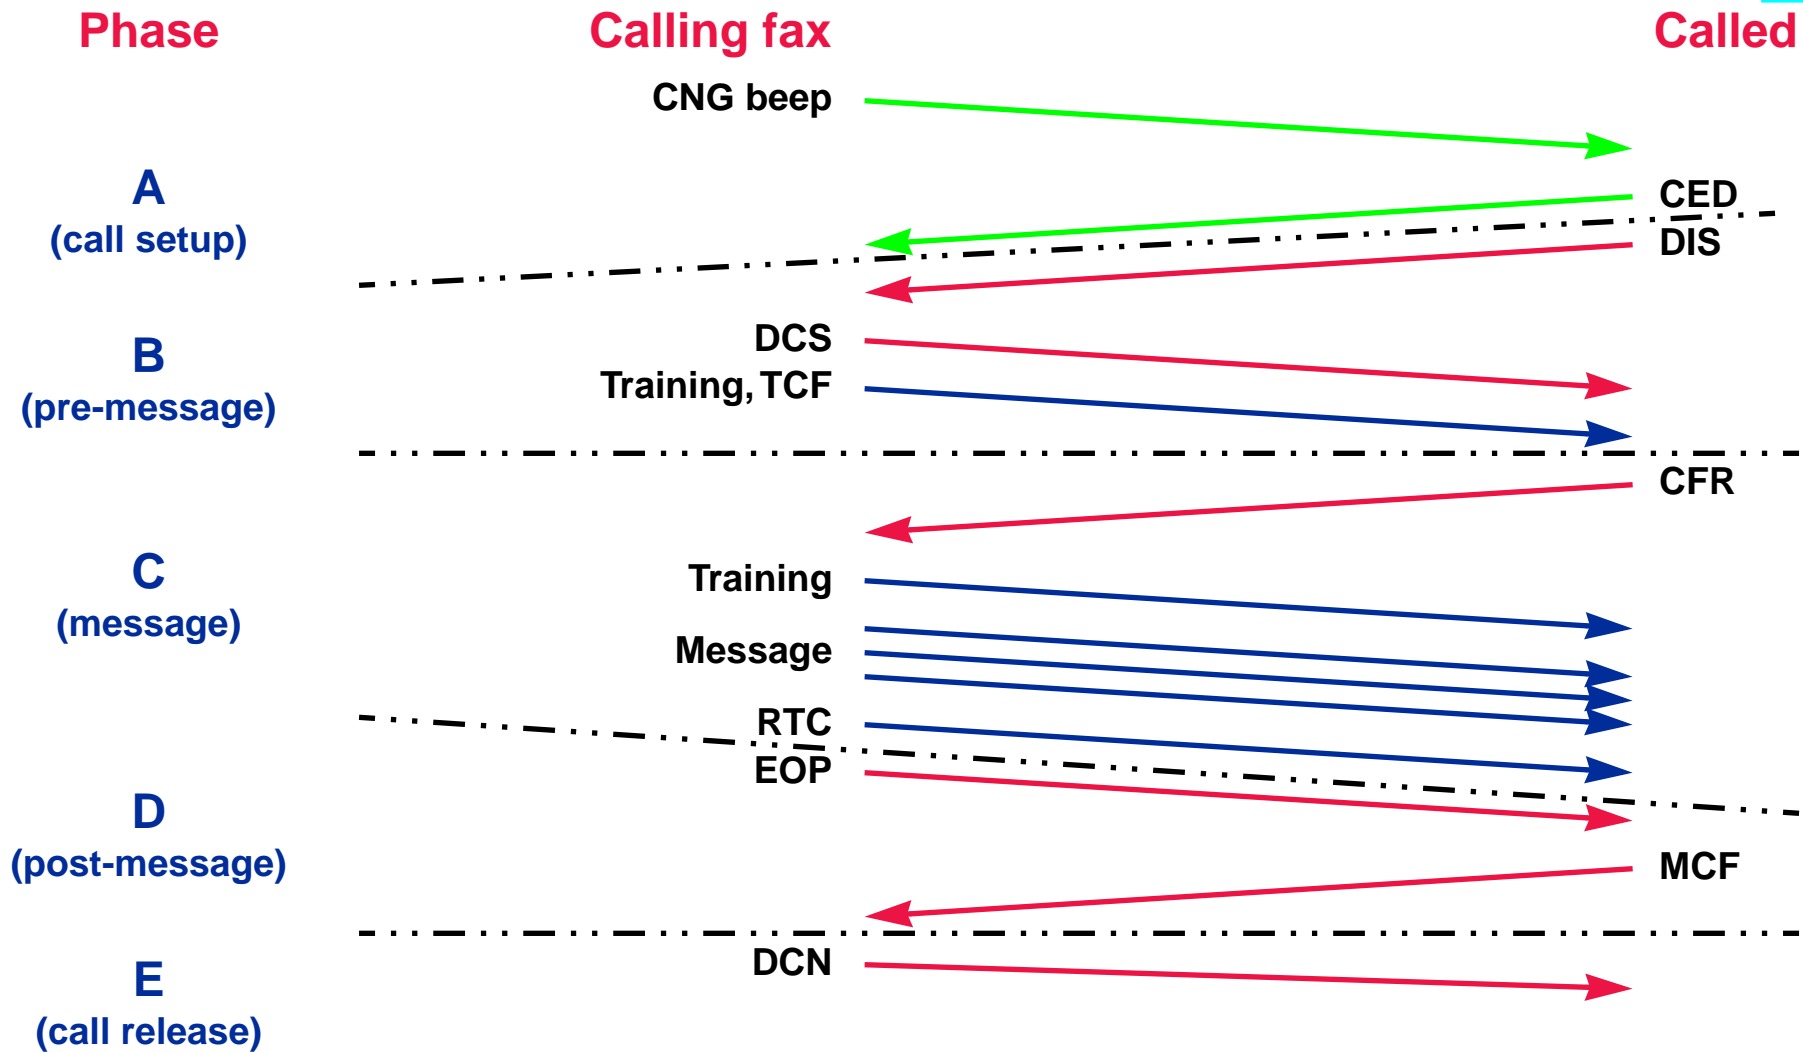 Phase Calling fax Called
CNG beep
A
(call setup)
CED
DIS
B
(pre-message)
DCS
Training, TCF
CFR
C
(message)
Training
Message
RTC
EOP
D
(post-message)
MCF
DCN
E
(call release)